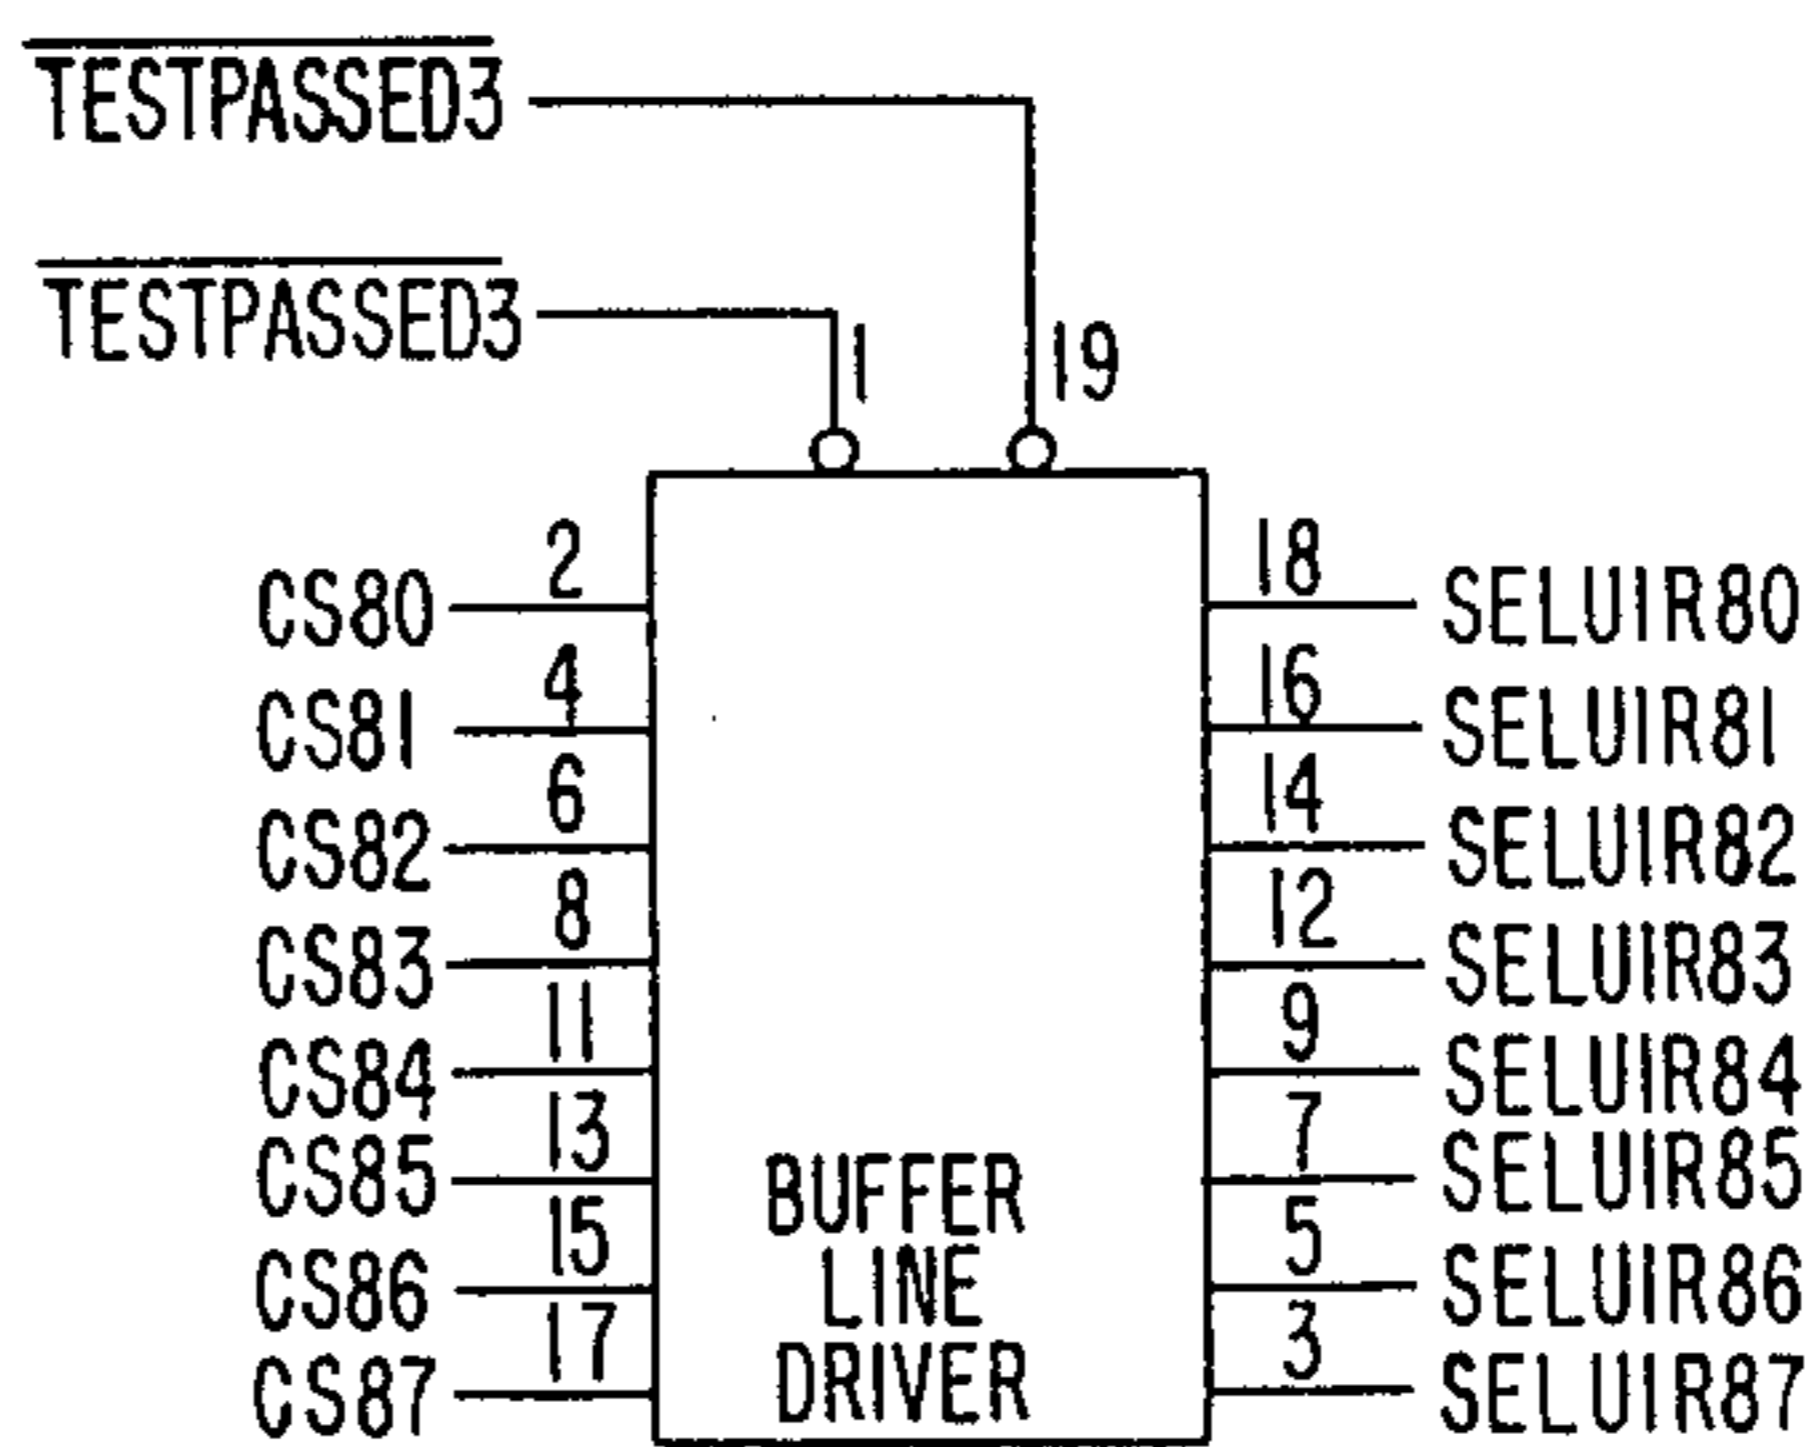 TESTPASSED3
TESTPASSED3
1
19
CS80 2 18 SELUIR80
CS81 4 16 SELUIR81
CS82 6 14 SELUIR82
CS83 8 12 SELUIR83
CS84 11 9 SELUIR84
CS85 13 7 SELUIR85
CS86 15 5 SELUIR86
CS87 17 3 SELUIR87
BUFFER
LINE
DRIVER